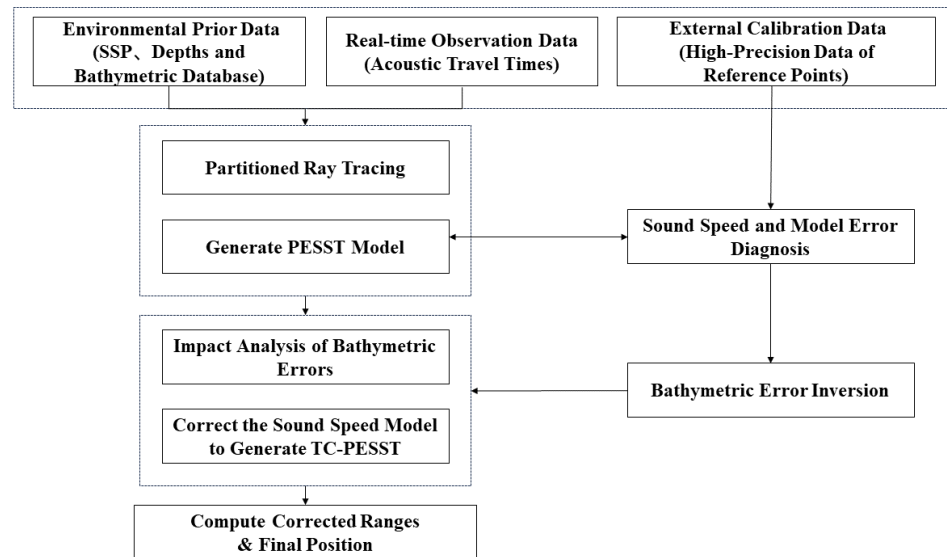 Environmental Prior Data
(SSP、Depths and
Bathymetric Database)
Real-time Observation Data
(Acoustic Travel Times)
External Calibration Data
(High-Precision Data of
Reference Points)
Partitioned Ray Tracing
Generate PESST Model
Sound Speed and Model Error
Diagnosis
Impact Analysis of Bathymetric
Errors
Bathymetric Error Inversion
Correct the Sound Speed Model
to Generate TC-PESST
Compute Corrected Ranges
& Final Position